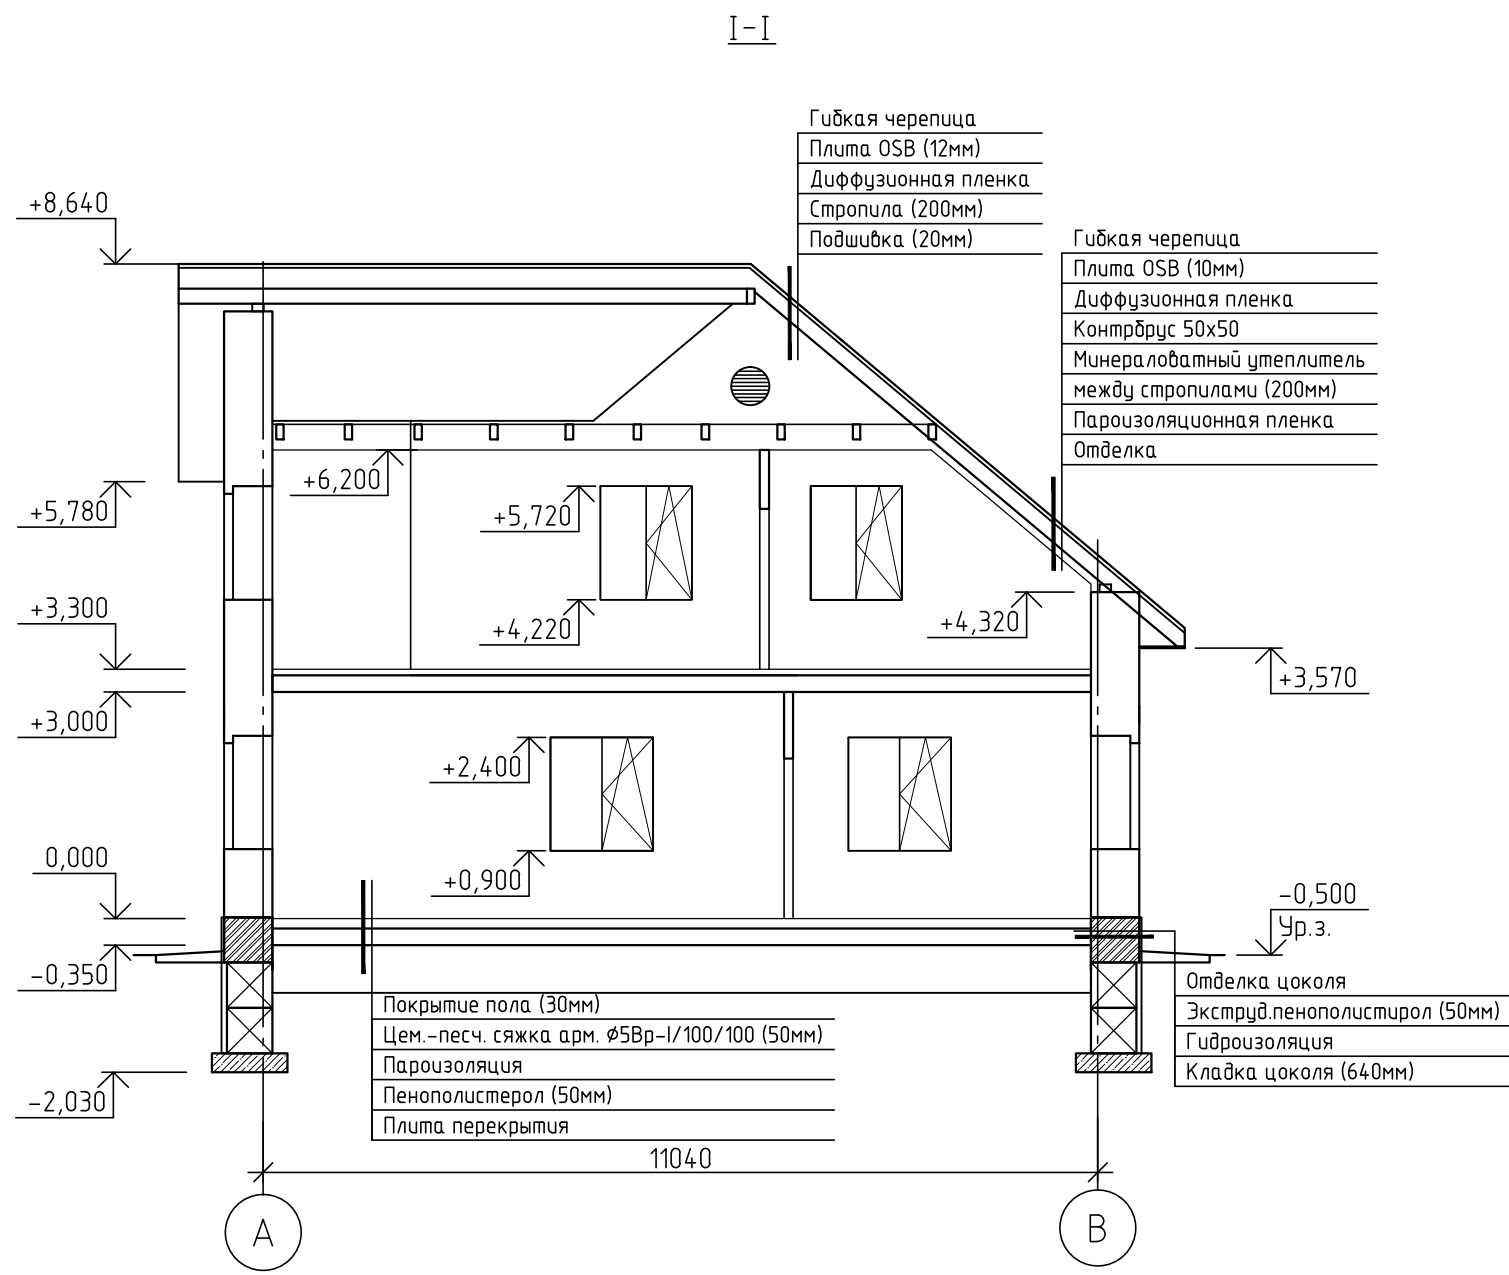 I-I
Гибкая черепица
Плита OSB (12мм)
Диффузионная пленка
Стропила (200мм)
Подшивка (20мм)
Гибкая черепица
Плита OSB (10мм)
Диффузионная пленка
Контрбрус 50х50
Минераловатный утеплитель
между стропилами (200мм)
Пароизоляционная пленка
Отделка
+8,640
+6,200
+5,780
+5,720
+3,300
+4,220
+4,320
+3,570
+3,000
+2,400
0,000
+0,900
-0,500
Ур.з.
-0,350
-2,030
Отделка цоколя
Экструд.пенополистирол (50мм)
Гидроизоляция
Кладка цоколя (640мм)
Покрытие пола (30мм)
Цем.-песч. сяжка арм. ∅5Вр-I/100/100 (50мм)
Пароизоляция
Пенополистерол (50мм)
Плита перекрытия
11040
А
В